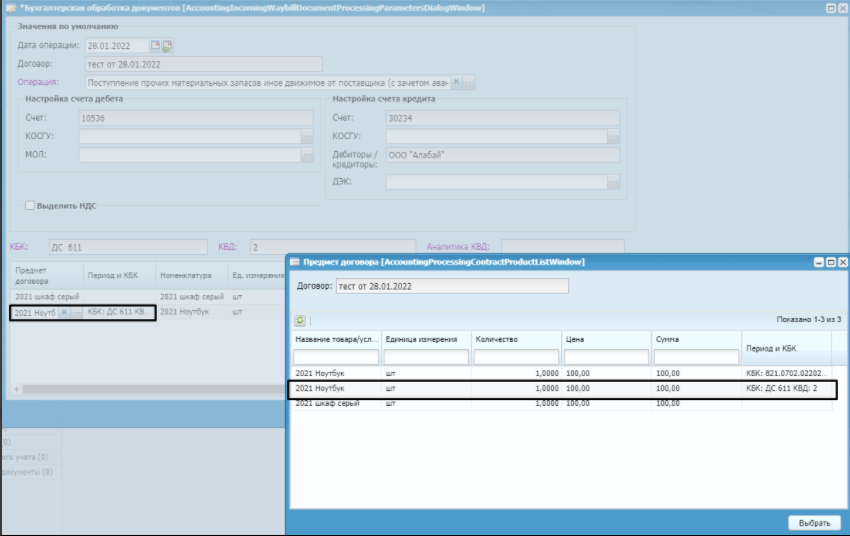 *Бухгалтерская обработка документов [AccountingIncomingWaybillDocumentProcessingParametersDialogWindow]
Значения по умолчанию
Дата операции: 28.01.2022
Договор: тест от 28.01.2022
Операция: Поступление прочих материальных запасов иное движимое от поставщика (с зачетом аван
Настройка счета дебета
Настройка счета кредита
Счет: 10536
Счет: 30234
КОСГУ:
КОСГУ:
МОЛ:
Дебиторы / кредиторы: ООО "Алабай"
ДЭК:
Выделить НДС
КБК: ДС 611 КВД: 2 Аналитика КВД:
Предмет договора Период и КБК Номенклатура Ед. измерения
2021 шкаф серый 2021 шкаф серый шт
2021 Ноутб КБК: ДС 611 КВ... 2021 Ноутбук шт
(0)
ого учета (0)
документы (0)
Предмет договора [AccountingProcessingContractProductListWindow]
Договор: тест от 28.01.2022
Показано 1-3 из 3
Название товара/усл... Единица измерения Количество Цена Сумма Период и КБК
2021 Ноутбук шт 1,0000 100,00 100,00 КБК: 821.0702.02202...
2021 Ноутбук шт 1,0000 100,00 100,00 КБК: ДС 611 КВД: 2
2021 шкаф серый шт 1,0000 100,00 100,00
Выбрать